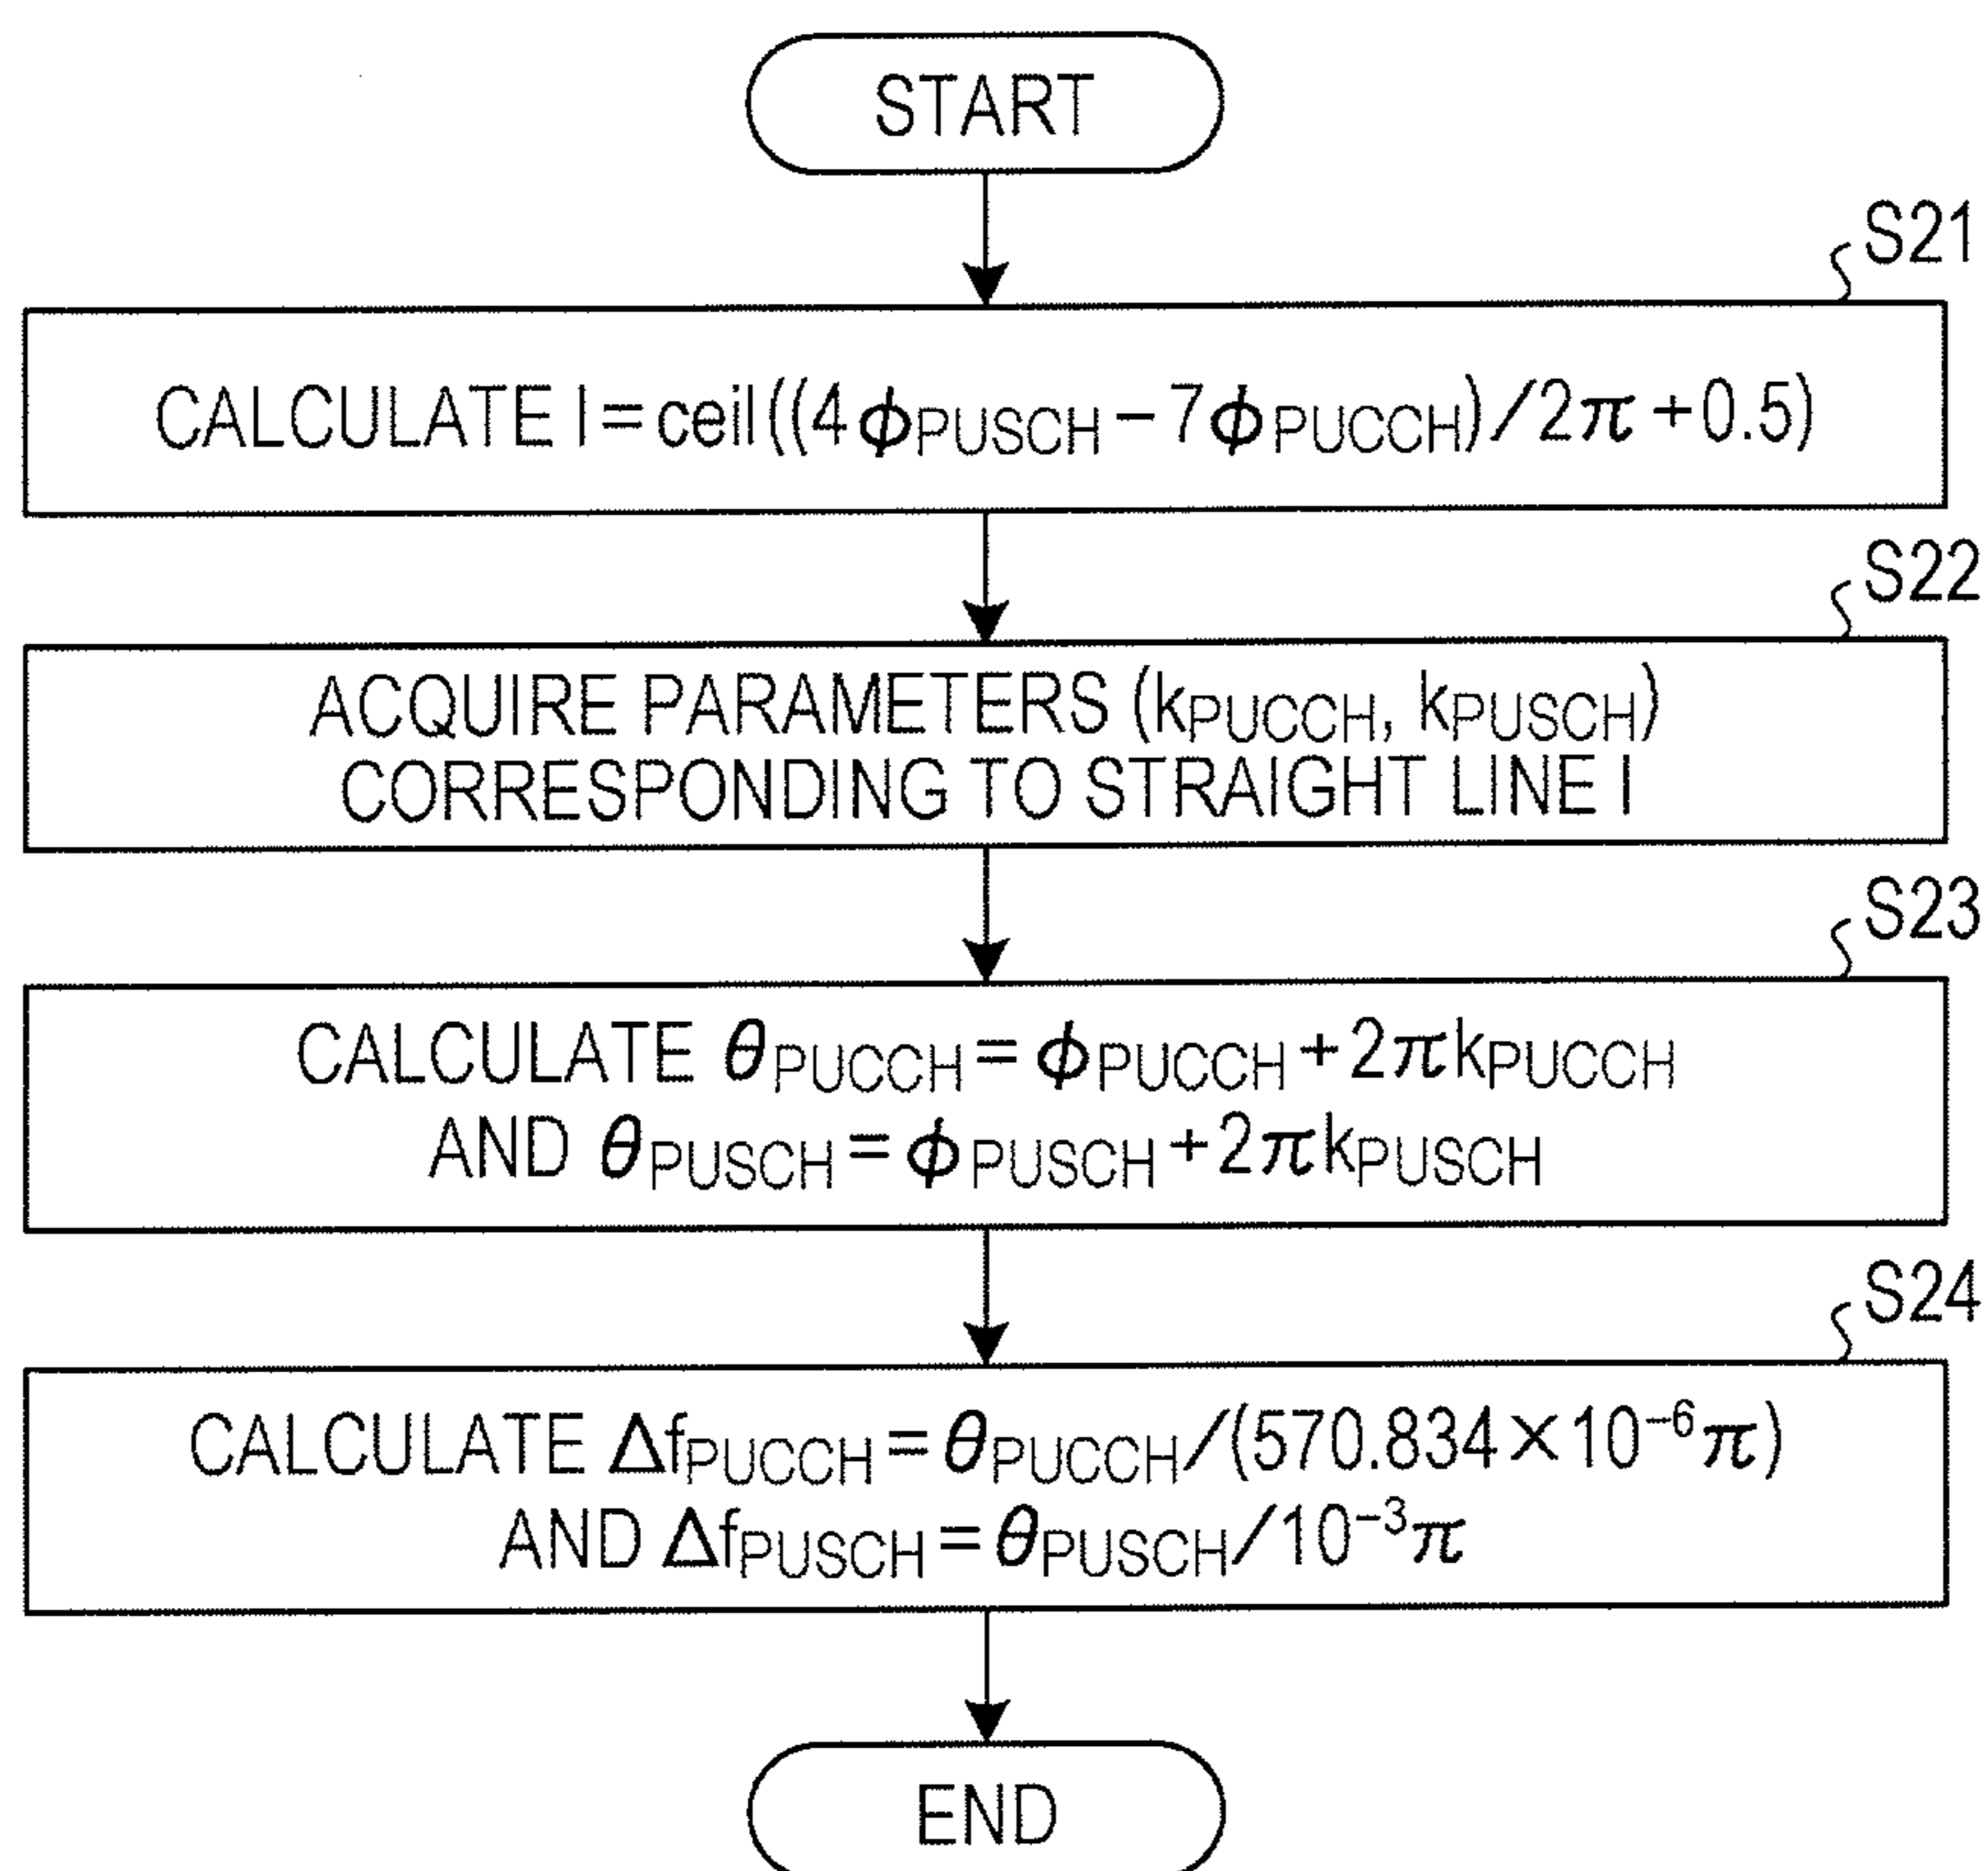 START
S21
CALCULATE l=ceil((4ϕPUSCH−7ϕPUCCH)/2π+0.5)
S22
ACQUIRE PARAMETERS (kPUCCH, kPUSCH)
CORRESPONDING TO STRAIGHT LINE l
S23
CALCULATE θPUCCH=ϕPUCCH+2πkPUCCH
AND θPUSCH=ϕPUSCH+2πkPUSCH
S24
CALCULATE ΔfPUCCH=θPUCCH/(570.834×10⁻⁶π)
AND ΔfPUSCH=θPUSCH/10⁻³π
END